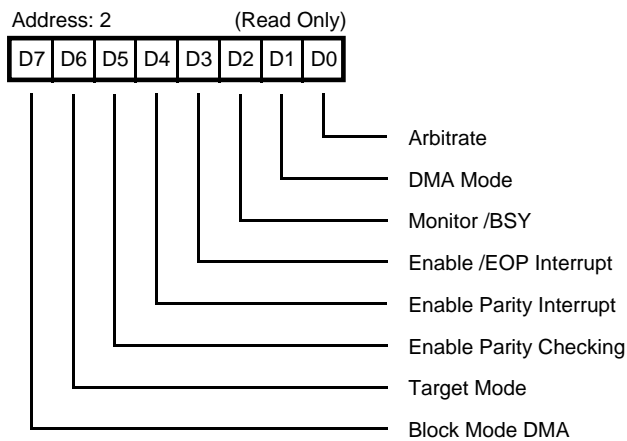 Address: 2 (Read Only)
D7 D6 D5 D4 D3 D2 D1 D0
Arbitrate
DMA Mode
Monitor /BSY
Enable /EOP Interrupt
Enable Parity Interrupt
Enable Parity Checking
Target Mode
Block Mode DMA